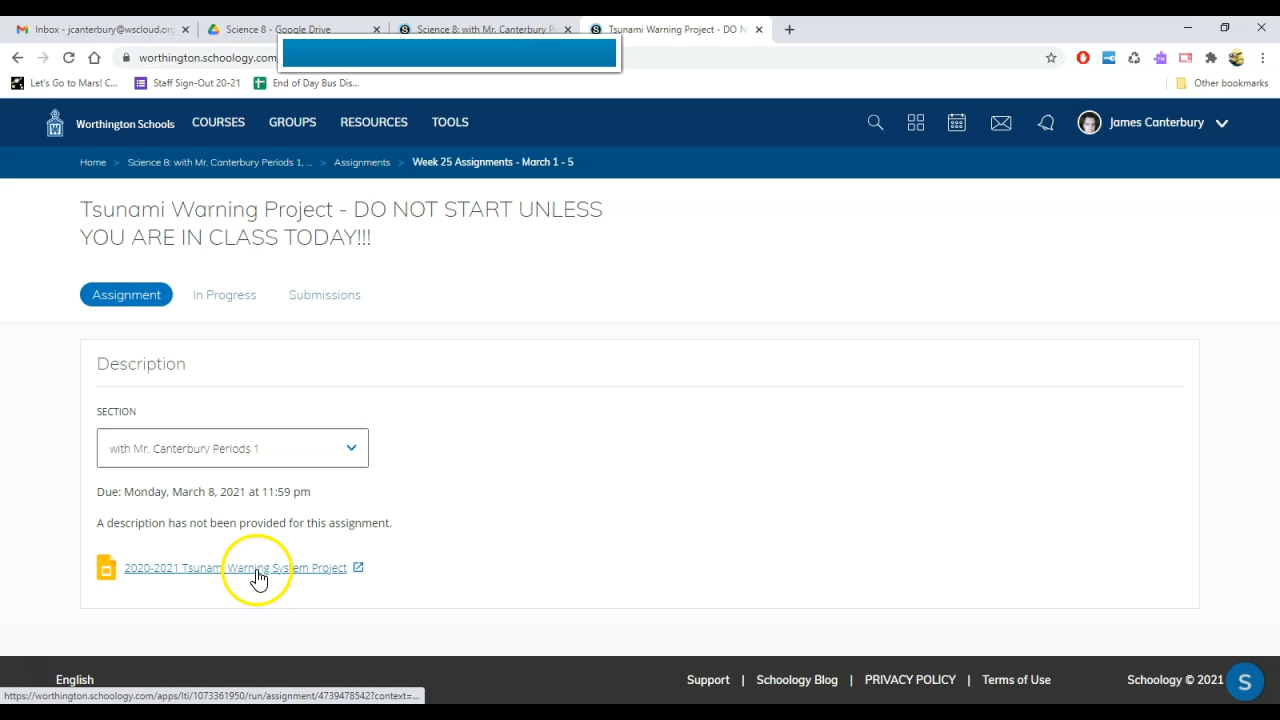 Inbox - jcanterbury@wscloud.org
Science 8 - Google Drive
Science 8: with Mr. Canterbury P
Tsunami Warning Project - DO N
worthington.schoology.com
Let's Go to Mars! C...
Staff Sign-Out 20-21
End of Day Bus Dis...
Other bookmarks
Worthington Schools
COURSES
GROUPS
RESOURCES
TOOLS
James Canterbury
Home > Science 8: with Mr. Canterbury Periods 1, ... > Assignments > Week 25 Assignments - March 1 - 5
Tsunami Warning Project - DO NOT START UNLESS
YOU ARE IN CLASS TODAY!!!
Assignment
In Progress
Submissions
Description
SECTION
with Mr. Canterbury Periods 1
Due: Monday, March 8, 2021 at 11:59 pm
A description has not been provided for this assignment.
2020-2021 Tsunami Warning System Project
English
Support | Schoology Blog | PRIVACY POLICY | Terms of Use
Schoology © 2021
S
https://worthington.schoology.com/apps/lti/1073361950/run/assignment/4739478542?context=...